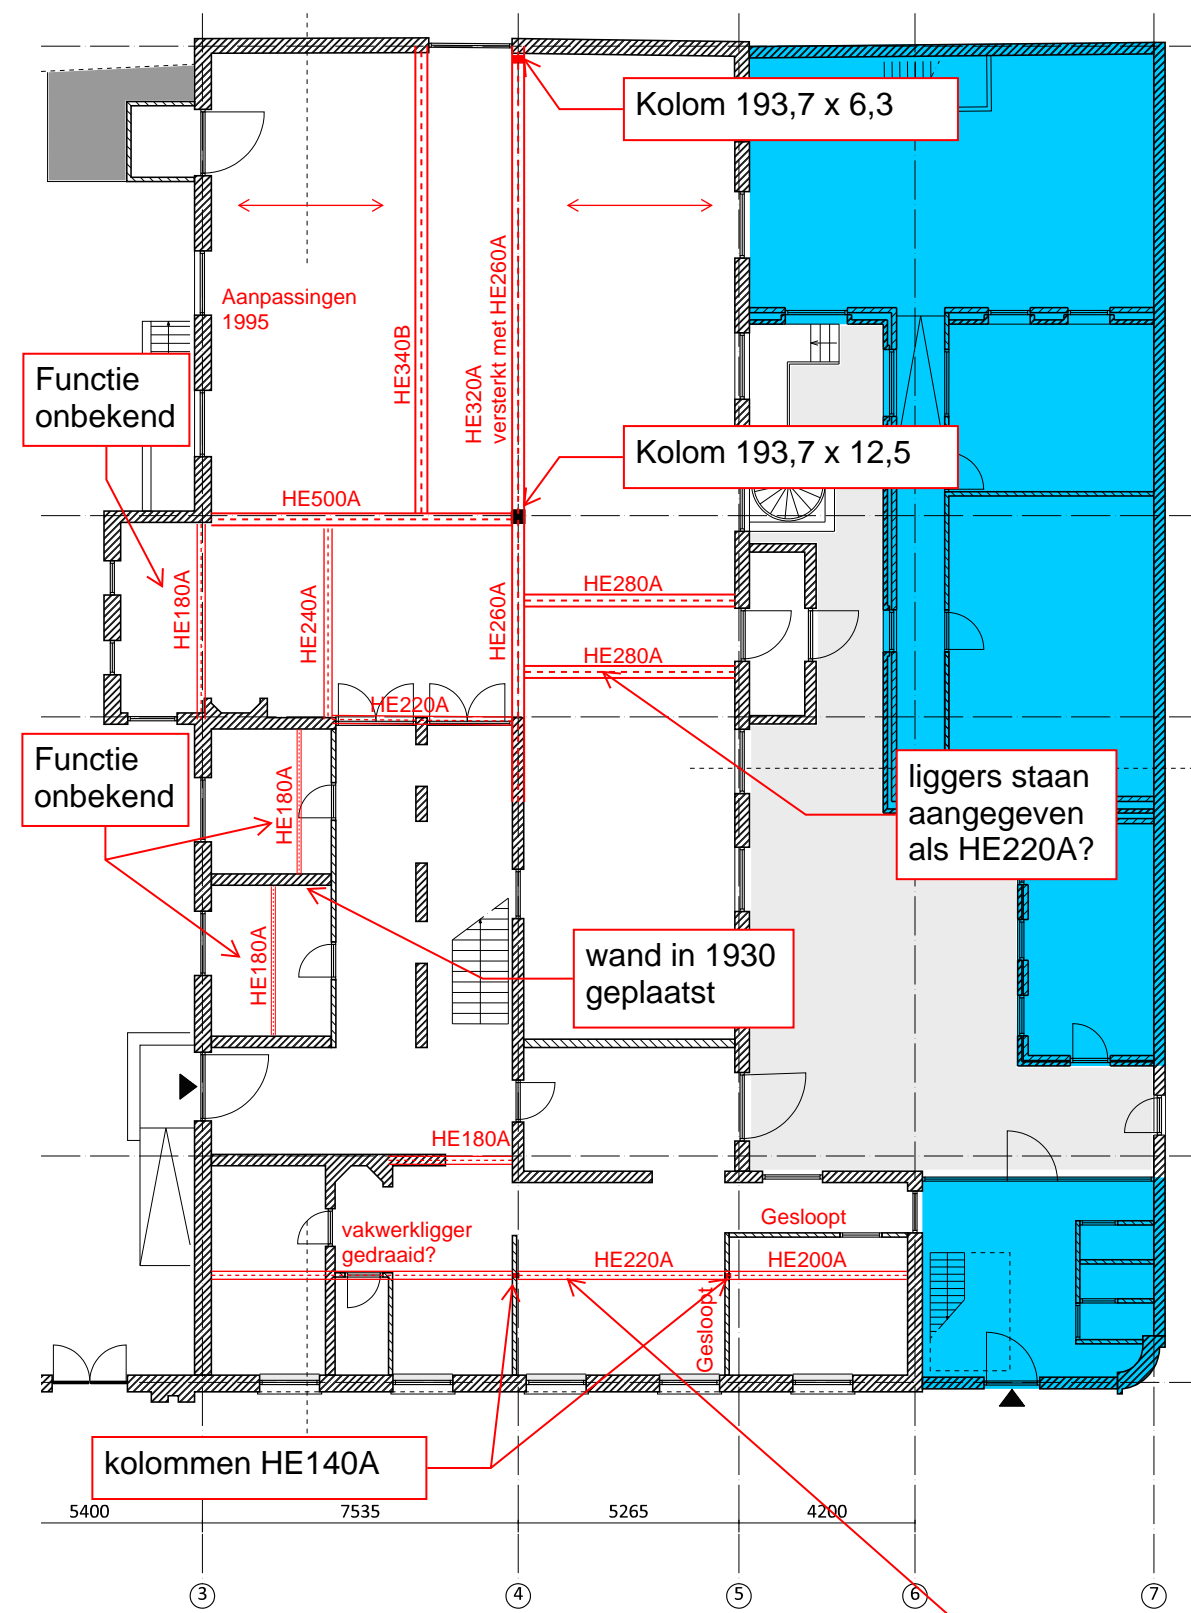 Kolom 193,7 x 6,3
Aanpassingen
1995
HE340B
HE320A
versterkt met HE260A
Functie
onbekend
Kolom 193,7 x 12,5
HE500A
HE180A
HE240A
HE260A
HE280A
HE280A
HE220A
Functie
onbekend
HE180A
liggers staan
aangegeven
als HE220A?
HE180A
wand in 1930
geplaatst
HE180A
vakwerkligger
gedraaid?
Gesloopt
HE220A
HE200A
Gesloopt
kolommen HE140A
5400
7535
5265
4200
3
4
5
6
7